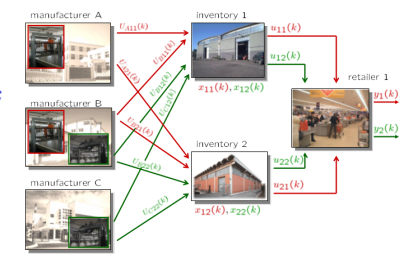 manufacturer A
manufacturer B
manufacturer C
U_{A11}(k)
U_{A21}(k)
U_{B11}(k)
U_{B12}(k)
U_{C12}(k)
U_{B21}(k)
U_{B22}(k)
U_{C22}(k)
inventory 1
x_{11}(k), x_{12}(k)
inventory 2
x_{12}(k), x_{22}(k)
u_{11}(k)
u_{12}(k)
u_{22}(k)
u_{21}(k)
retailer 1
y_1(k)
y_2(k)